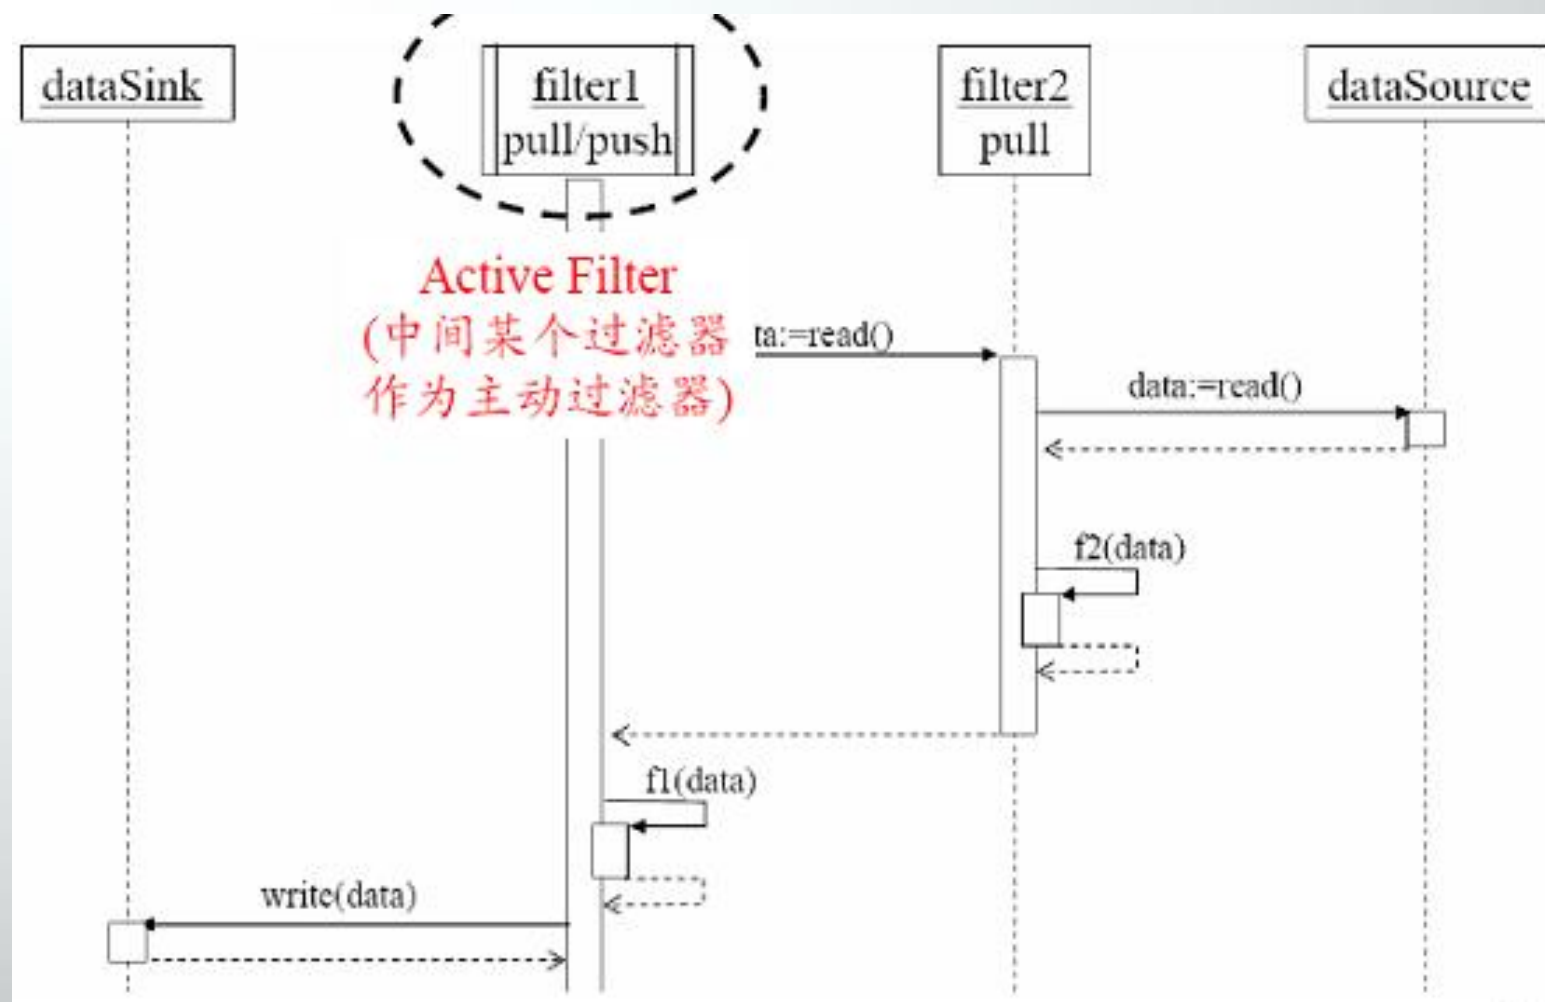 dataSink
filter1
pull/push
filter2
pull
dataSource
Active Filter
(中间某个过滤器
作为主动过滤器)
ta:=read()
data:=read()
f2(data)
f1(data)
write(data)